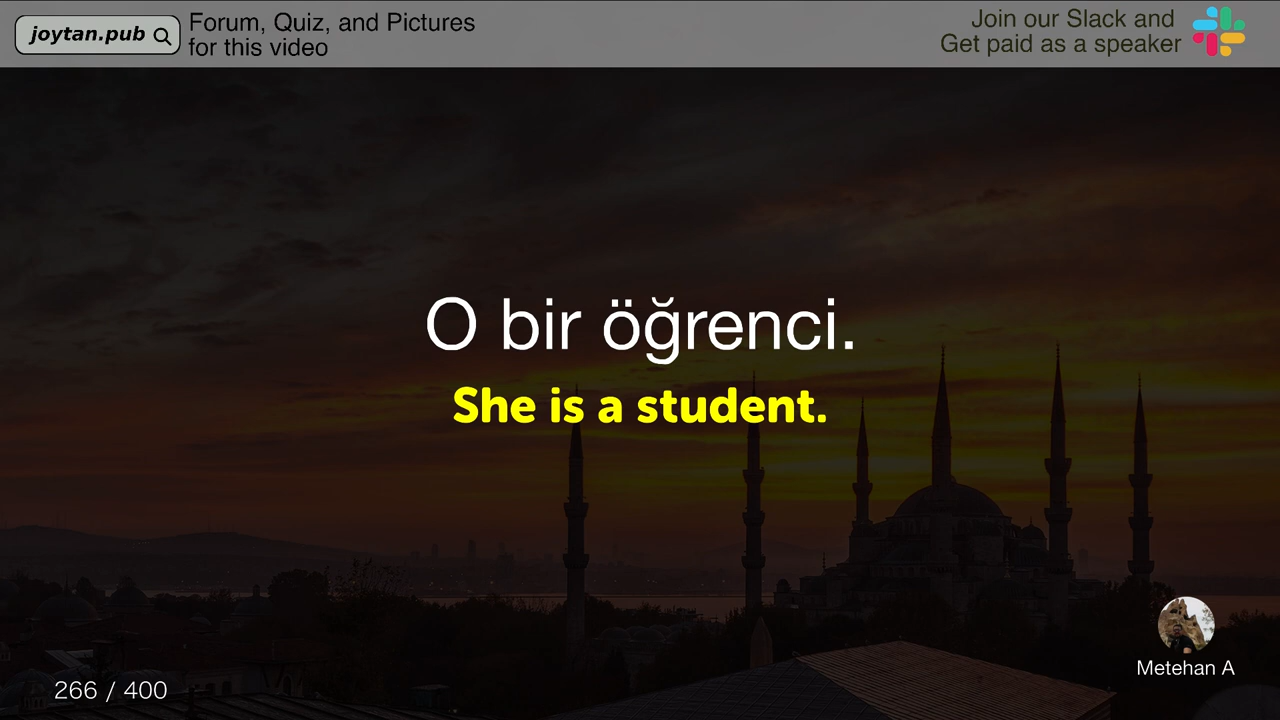 joytan.pub
Forum, Quiz, and Pictures
for this video
Join our Slack and
Get paid as a speaker
O bir öğrenci.
She is a student.
Metehan A
266 / 400